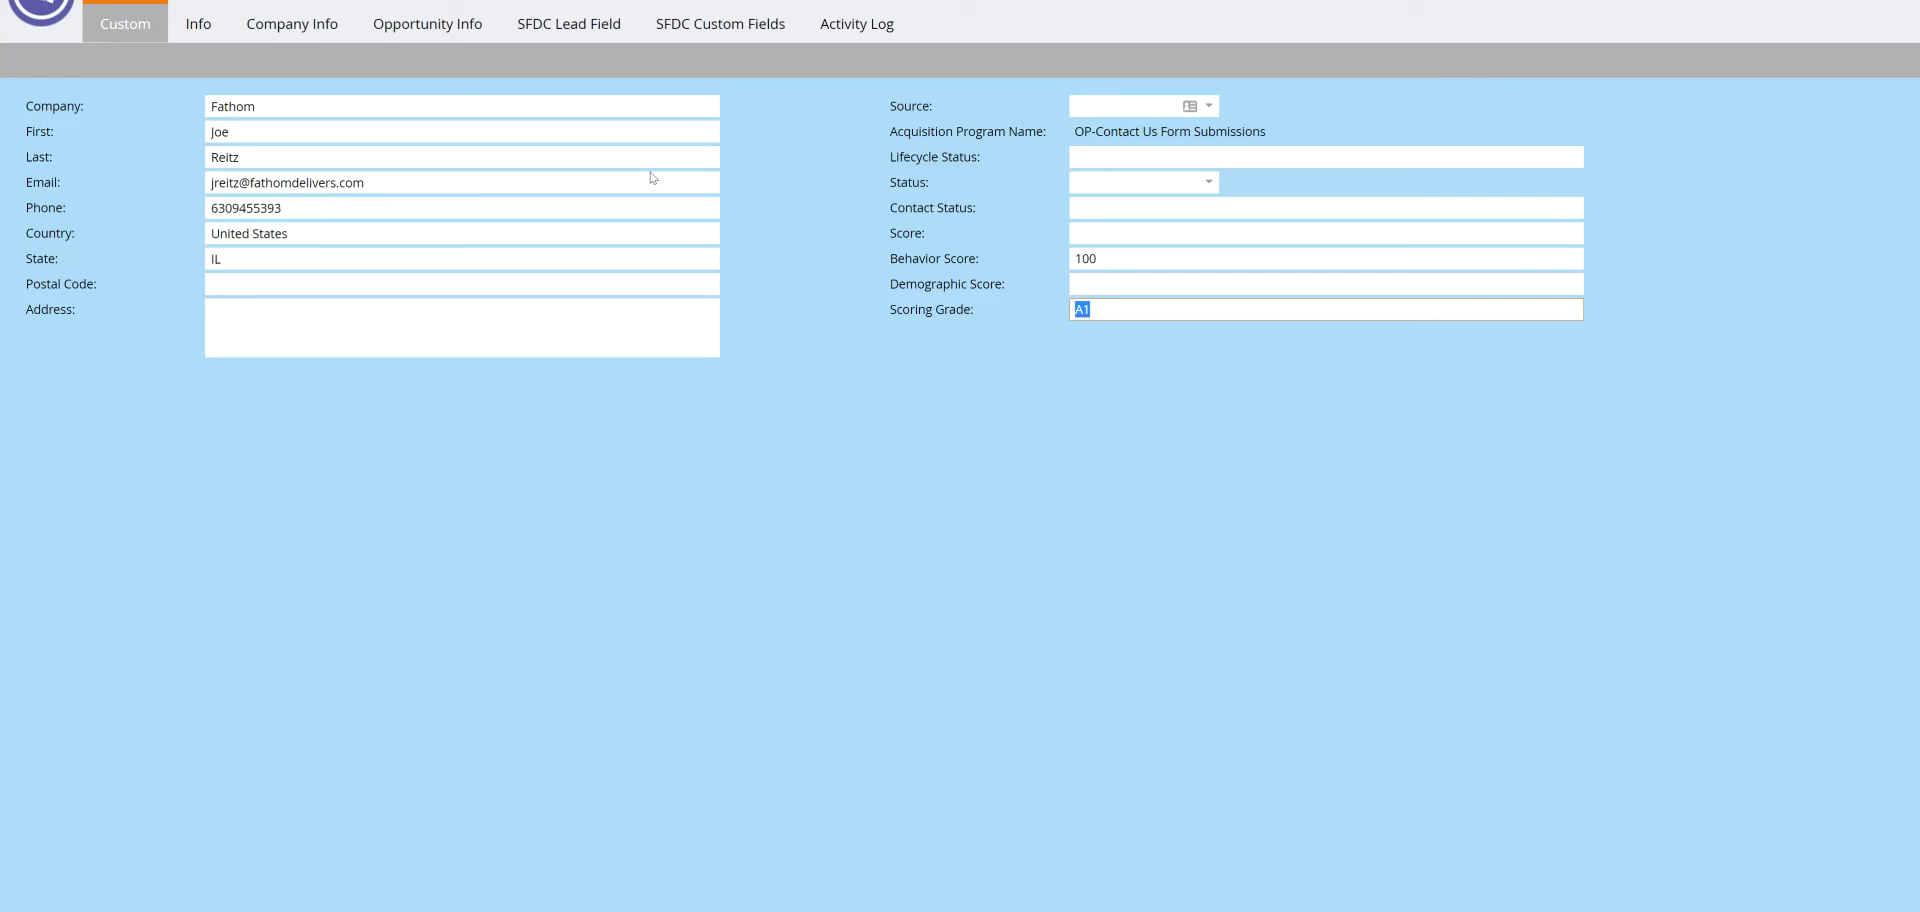 Custom Info Company Info Opportunity Info SFDC Lead Field SFDC Custom Fields Activity Log
Company: Fathom
First: Joe
Last: Reitz
Email: jreitz@fathomdelivers.com
Phone: 6309455393
Country: United States
State: IL
Postal Code:
Address:
Source:
Acquisition Program Name: OP-Contact Us Form Submissions
Lifecycle Status:
Status:
Contact Status:
Score:
Behavior Score: 100
Demographic Score:
Scoring Grade: A1